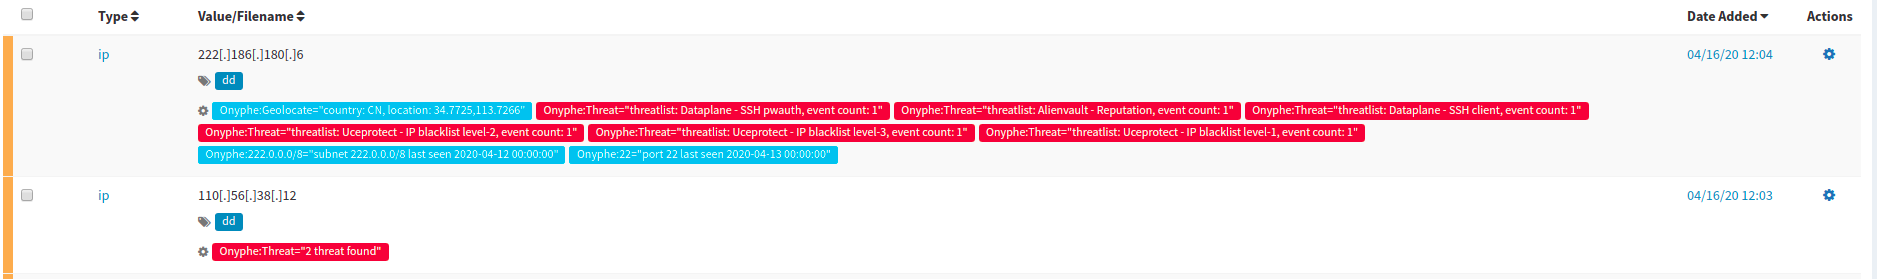 Type Value/Filename Date Added Actions
ip 222[.]186[.]180[.]6 04/16/20 12:04
dd
Onyphe:Geolocate="country: CN, location: 34.7725,113.7266" Onyphe:Threat="threatlist: Dataplane - SSH pwauth, event count: 1" Onyphe:Threat="threatlist: Alienvault - Reputation, event count: 1" Onyphe:Threat="threatlist: Dataplane - SSH client, event count: 1"
Onyphe:Threat="threatlist: Uceprotect - IP blacklist level-2, event count: 1" Onyphe:Threat="threatlist: Uceprotect - IP blacklist level-3, event count: 1" Onyphe:Threat="threatlist: Uceprotect - IP blacklist level-1, event count: 1"
Onyphe:222.0.0.0/8="subnet 222.0.0.0/8 last seen 2020-04-12 00:00:00" Onyphe:22="port 22 last seen 2020-04-13 00:00:00"
ip 110[.]56[.]38[.]12 04/16/20 12:03
dd
Onyphe:Threat="2 threat found"